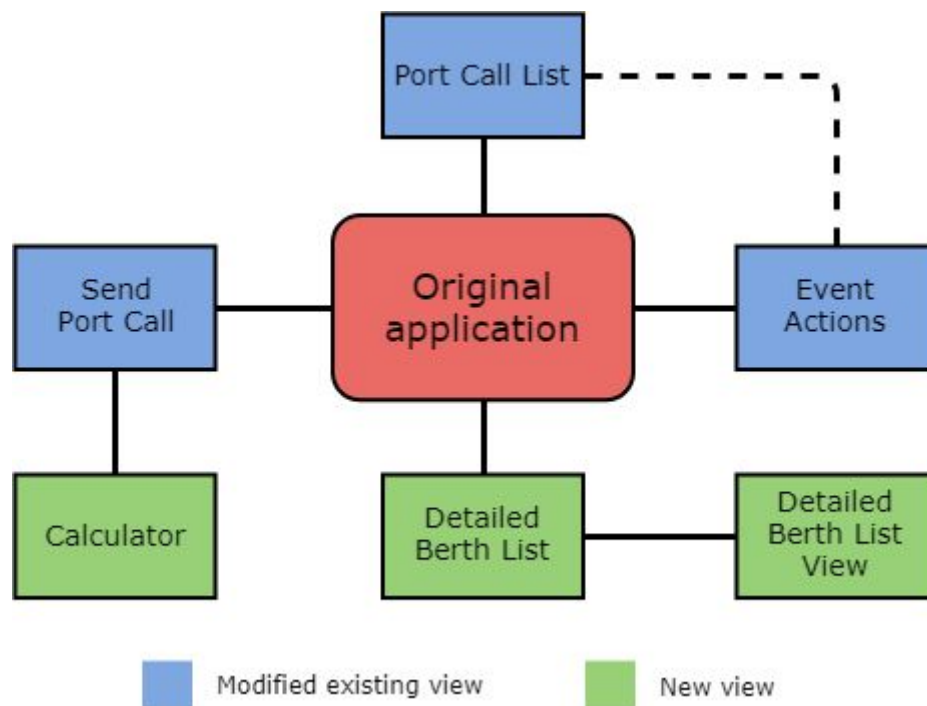 Port Call List
Original
application
Send
Port Call
Event
Actions
Calculator
Detailed
Berth List
Detailed
Berth List
View
Modified existing view
New view